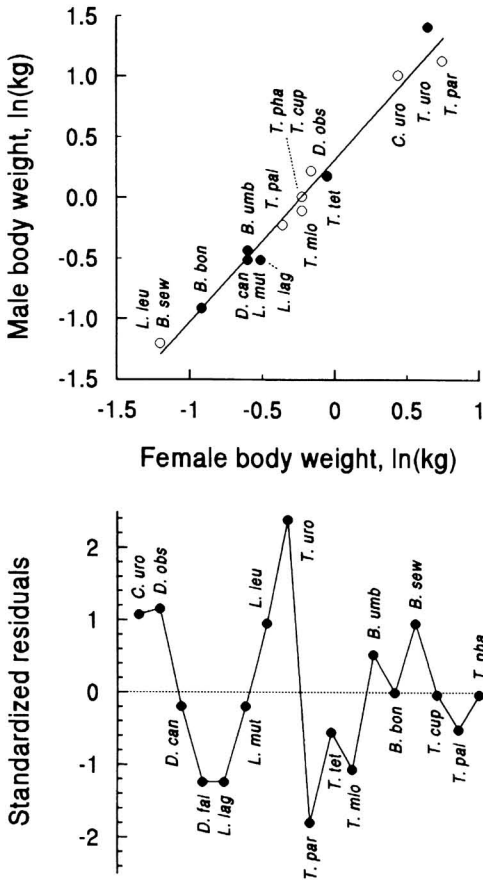 Male body weight, ln(kg)
1.5
1.0
0.5
0.0
-0.5
-1.0
-1.5
L. leu
B. sew
B. bon
B. umb
D. can
L. mut
L. lag
T. pal
T. pha
T. cup
D. obs
T. mlo
T. tet
C. uro
T. uro
T. par
-1.5 -1 -0.5 0 0.5 1
Female body weight, ln(kg)
Standardized residuals
2
1
0
-1
-2
C. uro
D. obs
D. can
D. fal
L. lag
L. mut
L. leu
T. uro
T. par
T. tet
T. mlo
B. umb
B. bon
B. sew
T. cup
T. pal
T. pha